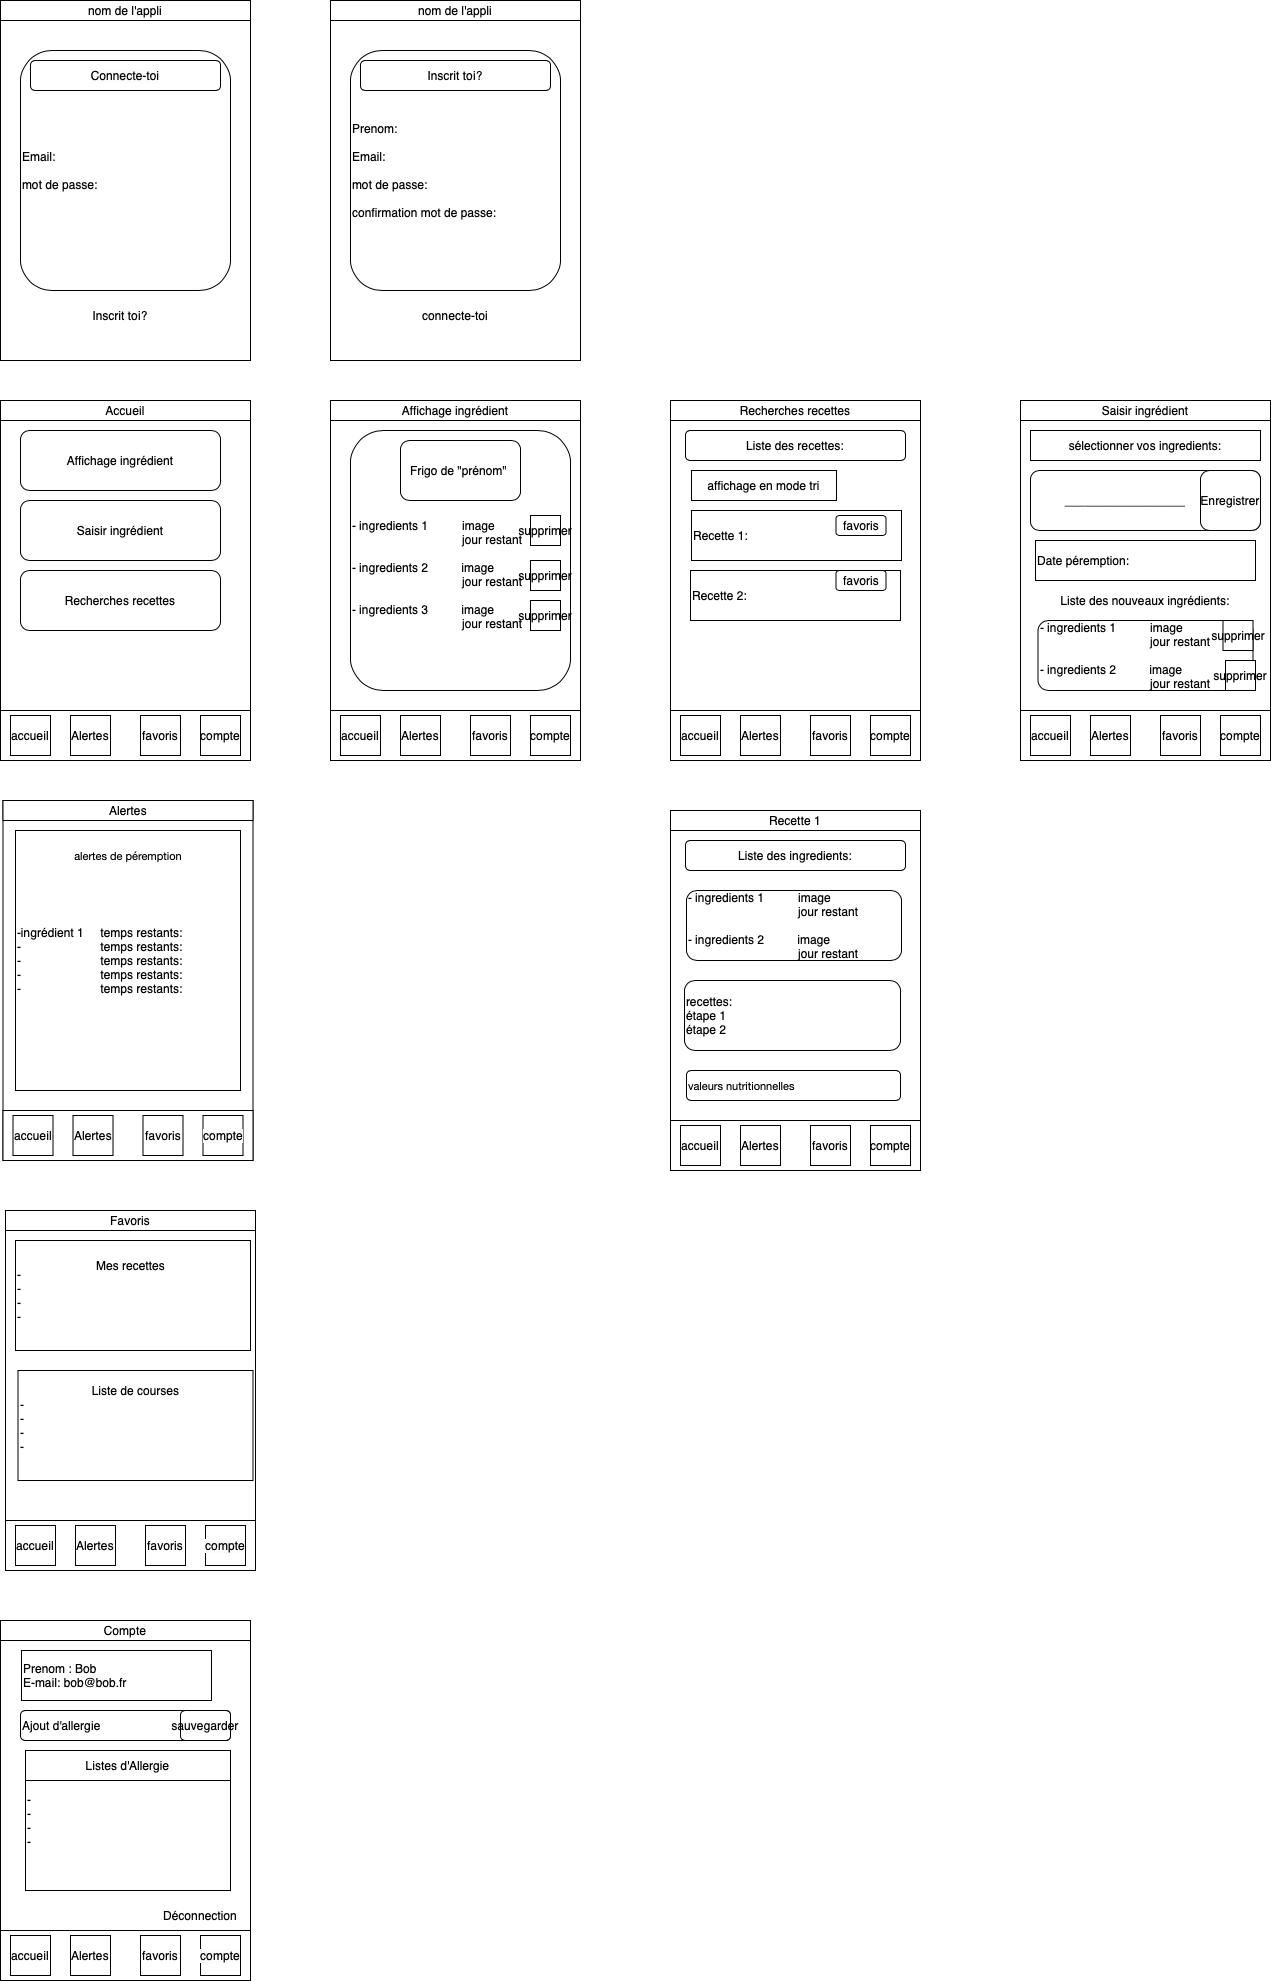 nom de l'appli
Connecte-toi
Email:
mot de passe:
Inscrit toi?
nom de l'appli
Inscrit toi?
Prenom:
Email:
mot de passe:
confirmation mot de passe:
connecte-toi
Accueil
Affichage ingrédient
Saisir ingrédient
Recherches recettes
accueil Alertes favoris compte
Affichage ingrédient
Frigo de "prénom"
- ingredients 1 image supprimer
jour restant
- ingredients 2 image supprimer
jour restant
- ingredients 3 image supprimer
jour restant
accueil Alertes favoris compte
Recherches recettes
Liste des recettes:
affichage en mode tri
Recette 1: favoris
Recette 2: favoris
accueil Alertes favoris compte
Saisir ingrédient
sélectionner vos ingredients:
__________________ Enregistrer
Date péremption:
Liste des nouveaux ingrédients:
- ingredients 1 image supprimer
jour restant
- ingredients 2 image supprimer
jour restant
accueil Alertes favoris compte
Alertes
alertes de péremption
-ingrédient 1 temps restants:
- temps restants:
- temps restants:
- temps restants:
- temps restants:
accueil Alertes favoris compte
Recette 1
Liste des ingredients:
- ingredients 1 image
jour restant
- ingredients 2 image
jour restant
recettes:
étape 1
étape 2
valeurs nutritionnelles
accueil Alertes favoris compte
Favoris
Mes recettes
-
-
-
-
Liste de courses
-
-
-
-
accueil Alertes favoris compte
Compte
Prenom : Bob
E-mail: bob@bob.fr
Ajout d'allergie sauvegarder
Listes d'Allergie
-
-
-
-
Déconnection
accueil Alertes favoris compte